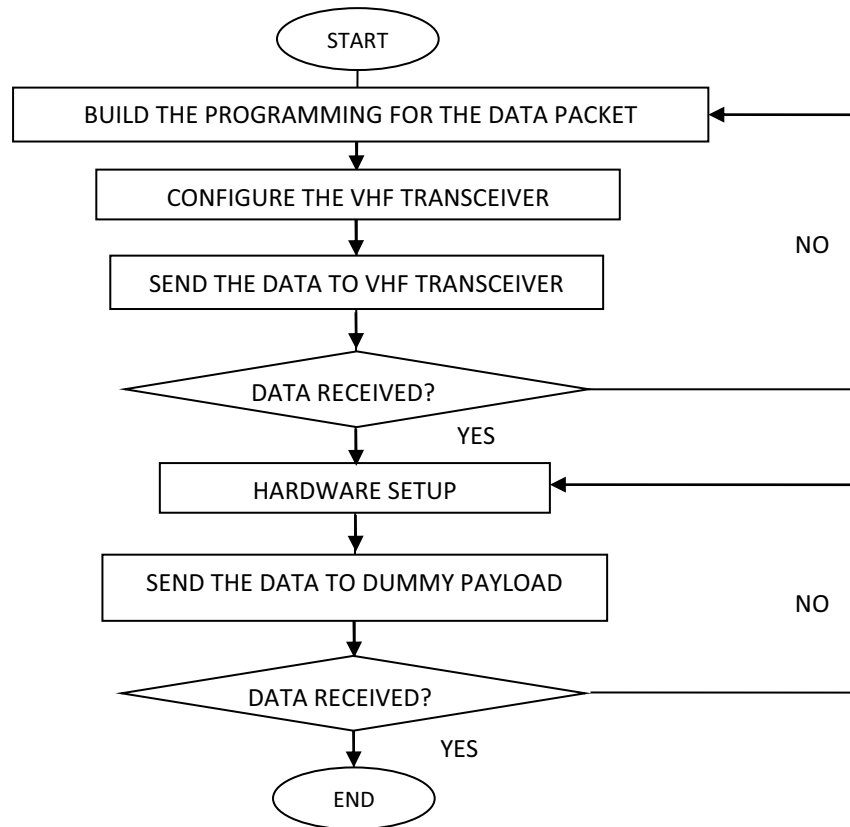 START
BUILD THE PROGRAMMING FOR THE DATA PACKET
CONFIGURE THE VHF TRANSCEIVER
NO
SEND THE DATA TO VHF TRANSCEIVER
DATA RECEIVED?
YES
HARDWARE SETUP
SEND THE DATA TO DUMMY PAYLOAD
NO
DATA RECEIVED?
YES
END